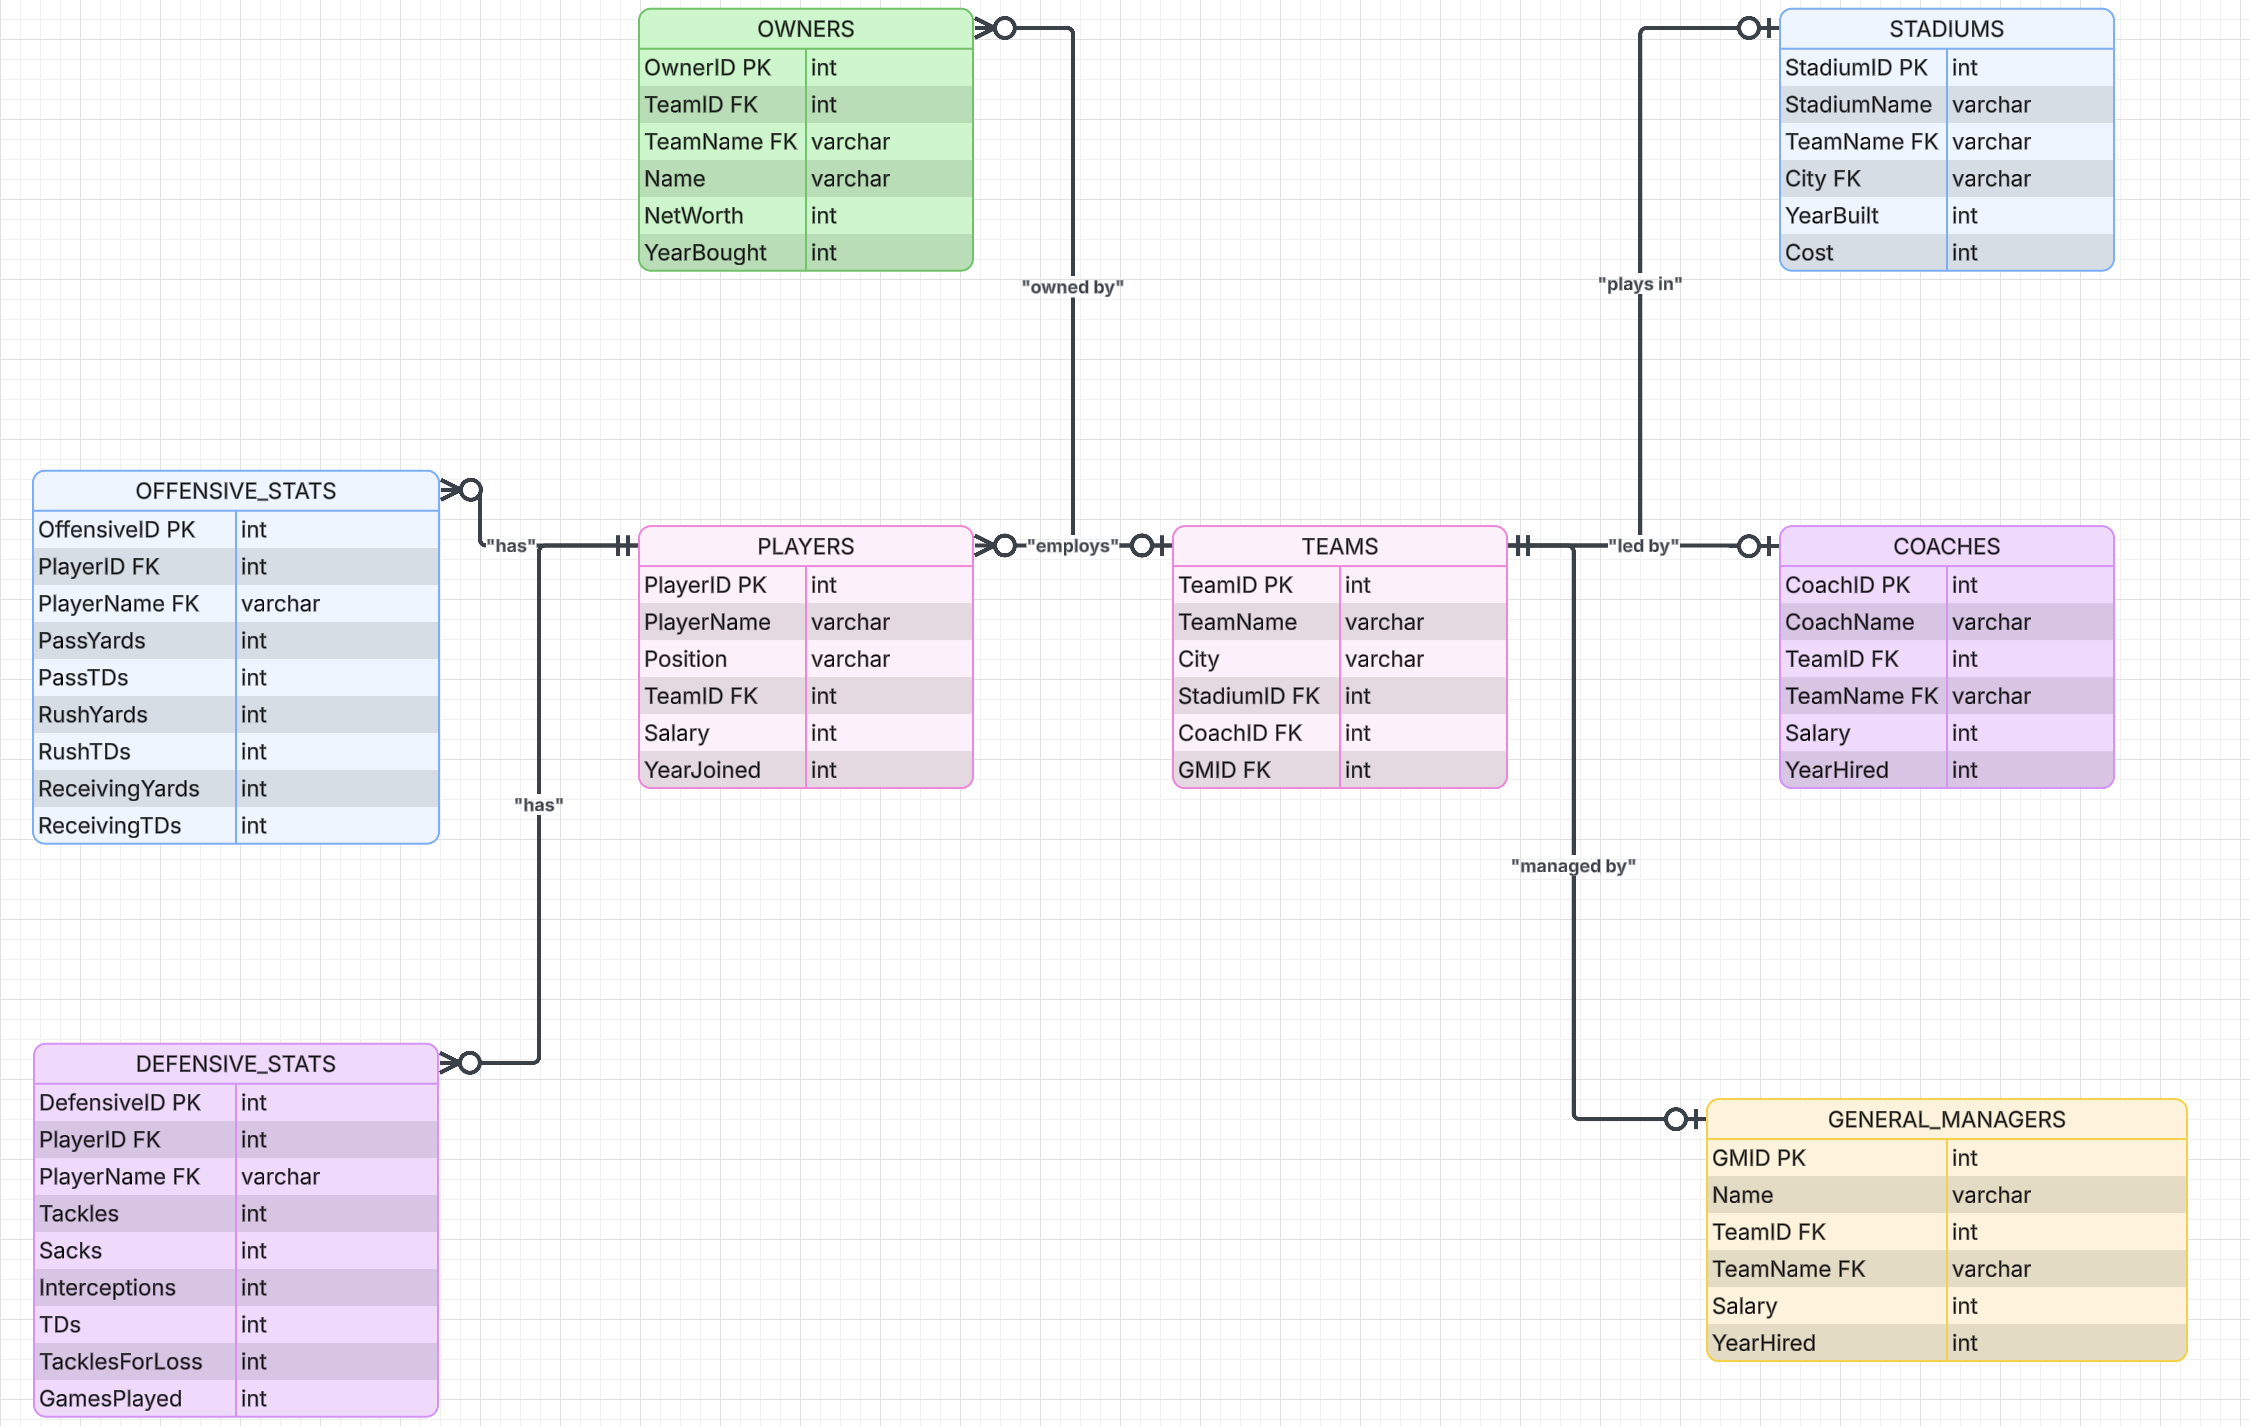 OWNERS
OwnerID PK int
TeamID FK int
TeamName FK varchar
Name varchar
NetWorth int
YearBought int
STADIUMS
StadiumID PK int
StadiumName varchar
TeamName FK varchar
City FK varchar
YearBuilt int
Cost int
"owned by"
"plays in"
OFFENSIVE_STATS
OffensiveID PK int
PlayerID FK int
PlayerName FK varchar
PassYards int
PassTDs int
RushYards int
RushTDs int
ReceivingYards int
ReceivingTDs int
"has"
PLAYERS
PlayerID PK int
PlayerName varchar
Position varchar
TeamID FK int
Salary int
YearJoined int
"employs"
TEAMS
TeamID PK int
TeamName varchar
City varchar
StadiumID FK int
CoachID FK int
GMID FK int
"led by"
COACHES
CoachID PK int
CoachName varchar
TeamID FK int
TeamName FK varchar
Salary int
YearHired int
"has"
"managed by"
DEFENSIVE_STATS
DefensiveID PK int
PlayerID FK int
PlayerName FK varchar
Tackles int
Sacks int
Interceptions int
TDs int
TacklesForLoss int
GamesPlayed int
GENERAL_MANAGERS
GMID PK int
Name varchar
TeamID FK int
TeamName FK varchar
Salary int
YearHired int